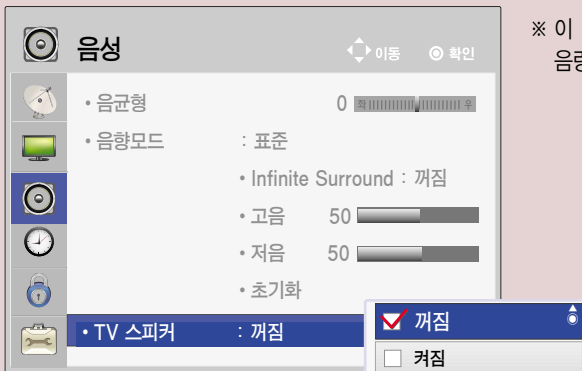 음성 이동 ◎ 확인
• 음균형 0 좌 우
• 음향모드 : 표준
• Infinite Surround : 꺼짐
• 고음 50
• 저음 50
• 초기화
• TV 스피커 : 꺼짐
꺼짐
켜짐
※ 이